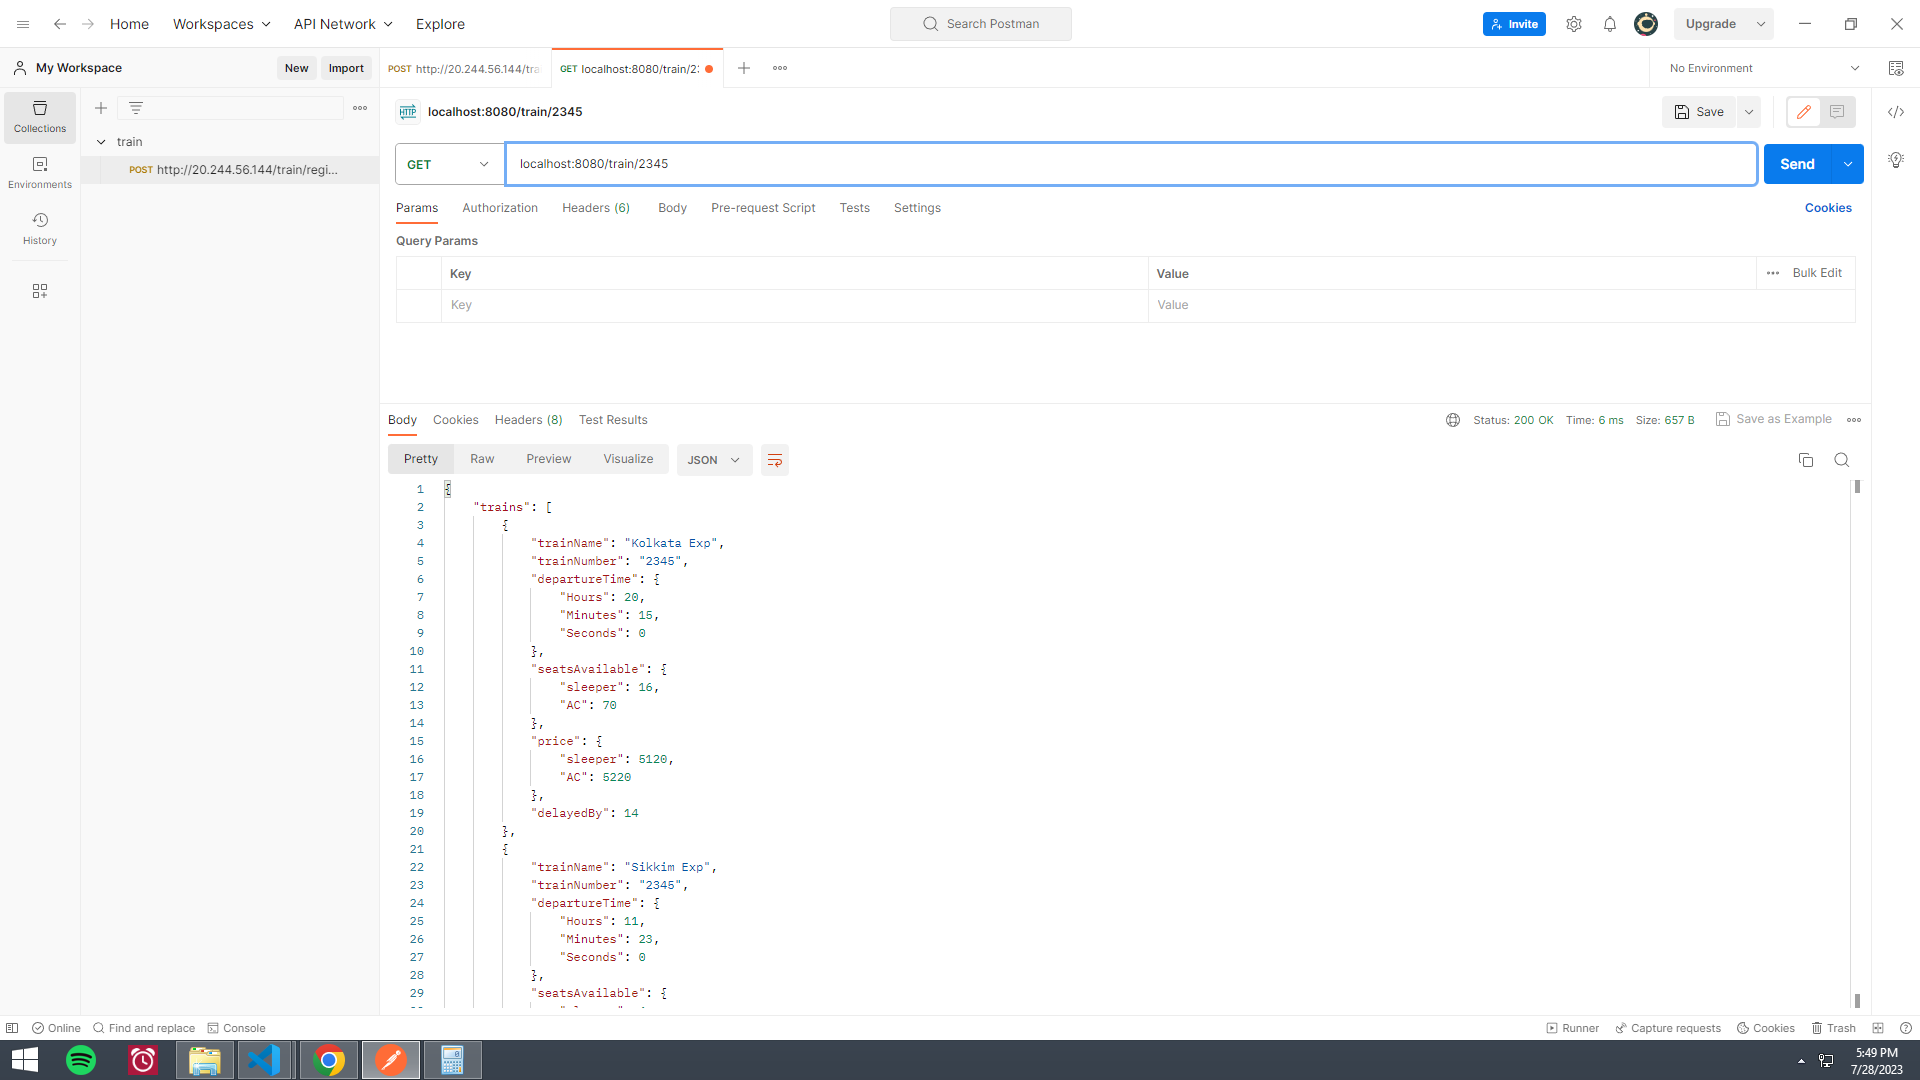 Home Workspaces API Network Explore Search Postman Invite Upgrade
My Workspace New Import POST http://20.244.56.144/tra GET localhost:8080/train/2 No Environment
HTTP localhost:8080/train/2345 Save
Collections
train
POST http://20.244.56.144/train/regi...
GET localhost:8080/train/2345 Send
Environments
History
Params Authorization Headers (6) Body Pre-request Script Tests Settings Cookies
Query Params
Key Value Bulk Edit
Key Value
Body Cookies Headers (8) Test Results Status: 200 OK Time: 6 ms Size: 657 B Save as Example
Pretty Raw Preview Visualize JSON
1 {
2 "trains": [
3 {
4 "trainName": "Kolkata Exp",
5 "trainNumber": "2345",
6 "departureTime": {
7 "Hours": 20,
8 "Minutes": 15,
9 "Seconds": 0
10 },
11 "seatsAvailable": {
12 "sleeper": 16,
13 "AC": 70
14 },
15 "price": {
16 "sleeper": 5120,
17 "AC": 5220
18 },
19 "delayedBy": 14
20 },
21 {
22 "trainName": "Sikkim Exp",
23 "trainNumber": "2345",
24 "departureTime": {
25 "Hours": 11,
26 "Minutes": 23,
27 "Seconds": 0
28 },
29 "seatsAvailable": {
Online Find and replace Console Runner Capture requests Cookies Trash
5:49 PM
7/28/2023